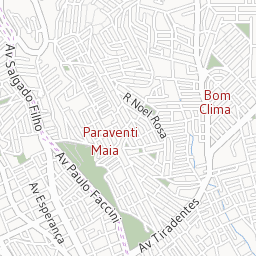 Av Salgado Filho
R Noel Rosa
Bom
Clima
Paraventi
Maia
Av Paulo Faccini
Av Esperança
Av Tiradentes